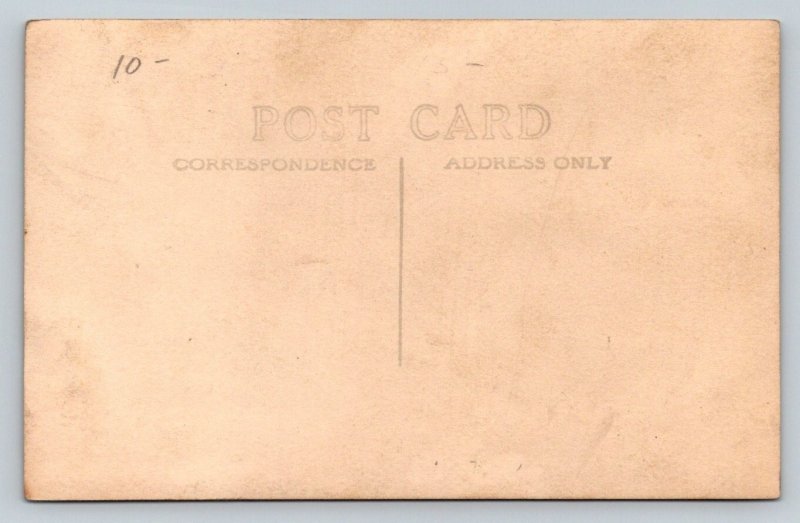 10-
POST CARD
CORRESPONDENCE
ADDRESS ONLY